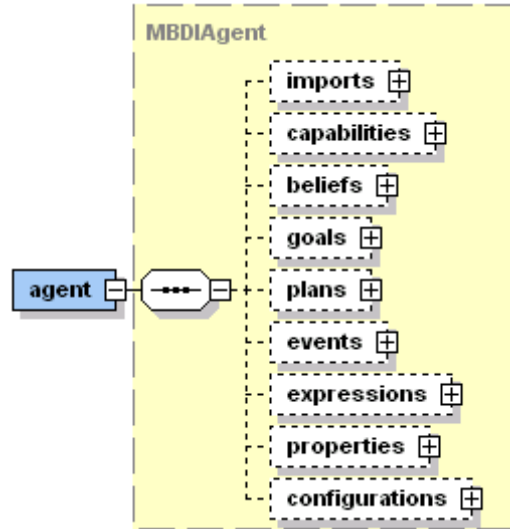 MBDIAgent
imports
capabilities
beliefs
goals
agent
plans
events
expressions
properties
configurations